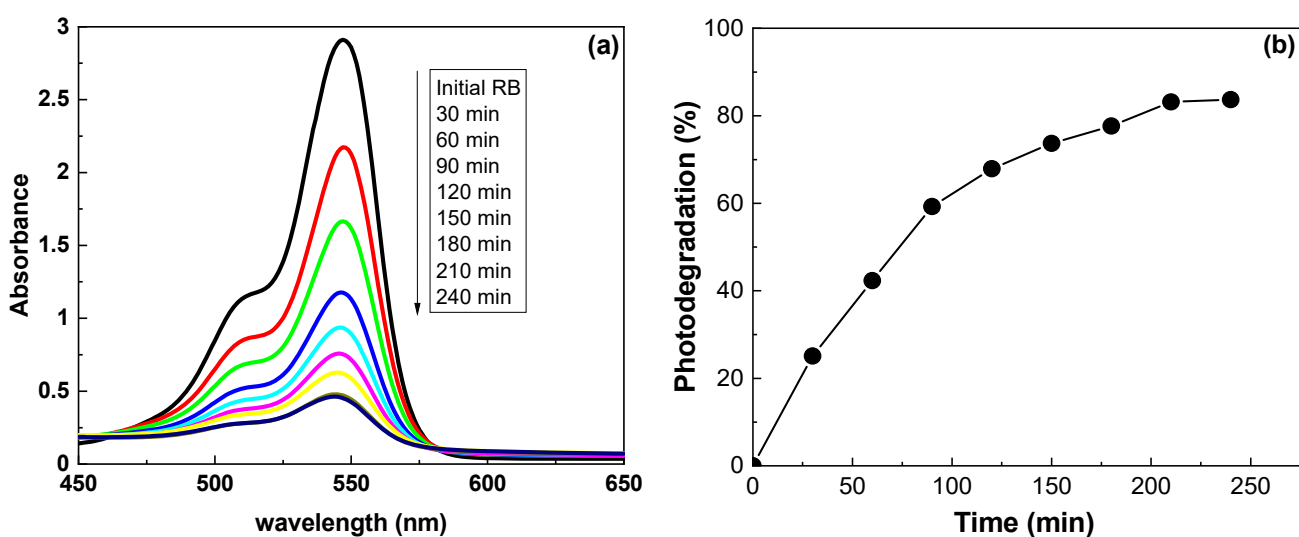 (a)
3
2.5
2
1.5
1
0.5
0
Absorbance
Initial RB
30 min
60 min
90 min
120 min
150 min
180 min
210 min
240 min
450 500 550 600 650
wavelength (nm)
(b)
100
80
60
40
20
0
Photodegradation (%)
0 50 100 150 200 250
Time (min)